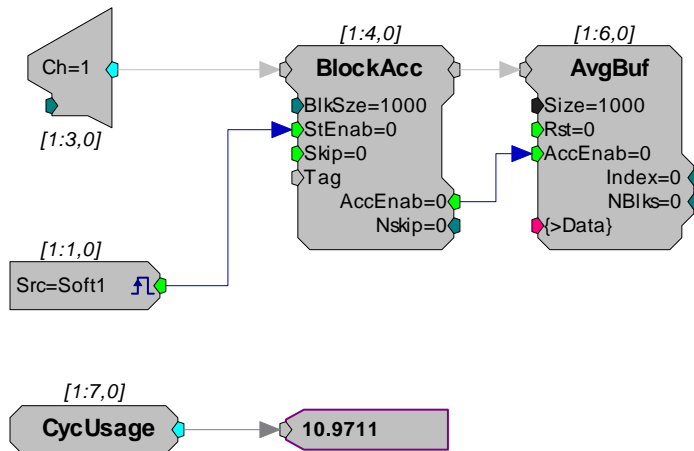 [1:4,0] [1:6,0]
Ch=1 BlockAcc AvgBuf
BlkSze=1000 Size=1000
[1:3,0] StEnab=0 Rst=0
Skip=0 AccEnab=0
Tag Index=0
AccEnab=0 NBlks=0
Nskip=0 {>Data}
[1:1,0]
Src=Soft1
[1:7,0]
CycUsage 10.9711